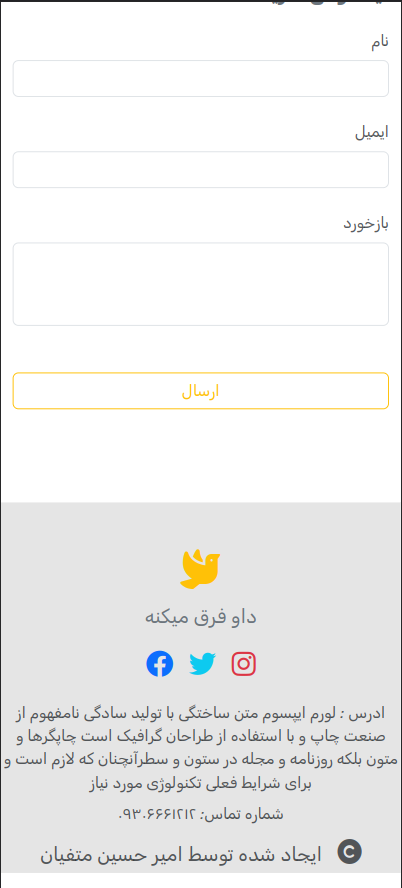 نام
ایمیل
بازخورد
ارسال
داو فرق میکنه
ادرس : لورم ایپسوم متن ساختگی با تولید سادگی نامفهوم از
صنعت چاپ و با استفاده از طراحان گرافیک است چاپگرها و
متون بلکه روزنامه و مجله در ستون و سطرآنچنان که لازم است و
برای شرایط فعلی تکنولوژی مورد نیاز
شماره تماس: ۰۹۳۰۶۶۶۱۲۱۲
ایجاد شده توسط امیر حسین متقیان